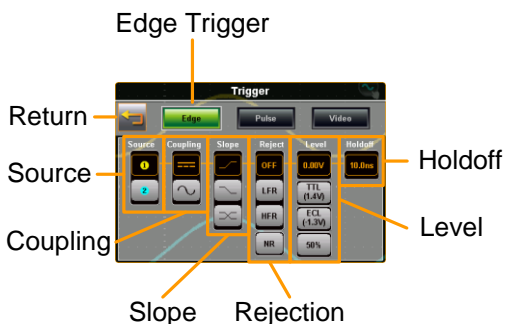 Edge Trigger
Trigger
Return
Edge Pulse Video
Source Coupling Slope Reject Level Holdoff
1 OFF 0.00V 10.0ns
2 LFR TTL
(1.4V)
HFR ECL
(-1.3V)
NR 50%
Source
Coupling
Holdoff
Level
Slope Rejection